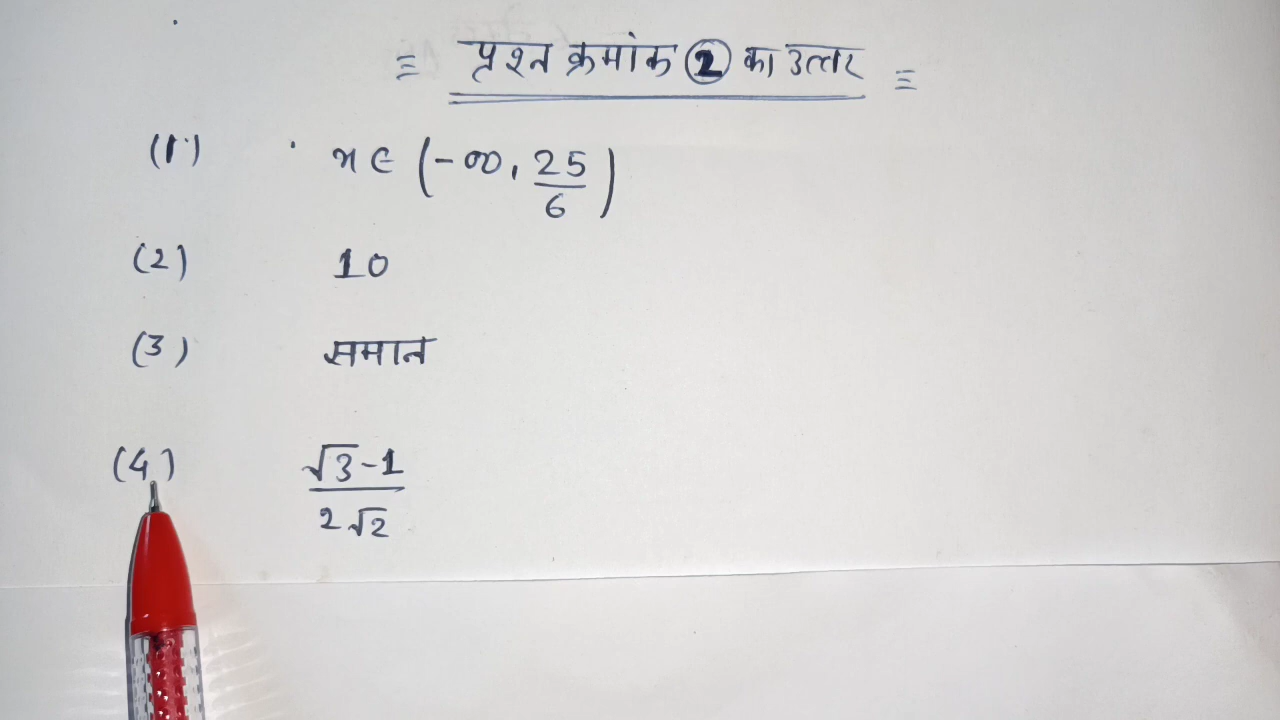 ≡ प्रश्न क्रमांक ② का उत्तर ≡
(1) x ∈ (-∞, 25/6)
(2) 10
(3) समान
(4) √3-1 / 2√2